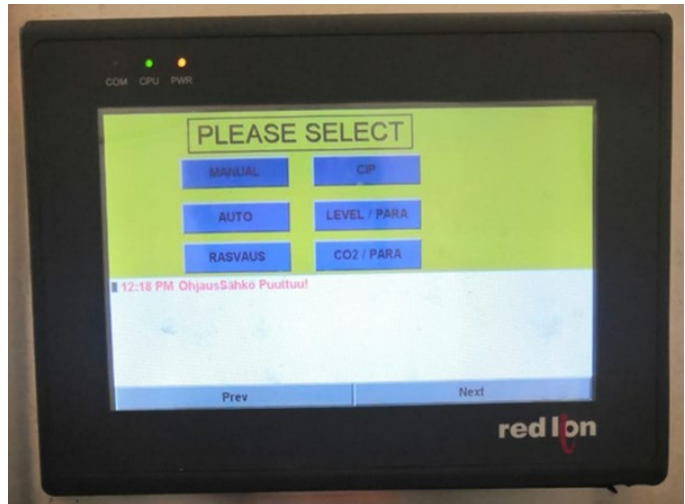 COM CPU PWR
PLEASE SELECT
MANUAL CIP
AUTO LEVEL / PARA
RASVAUS CO2 / PARA
12:18 PM OhjausSähkö Puuttuu!
Prev Next
red lion